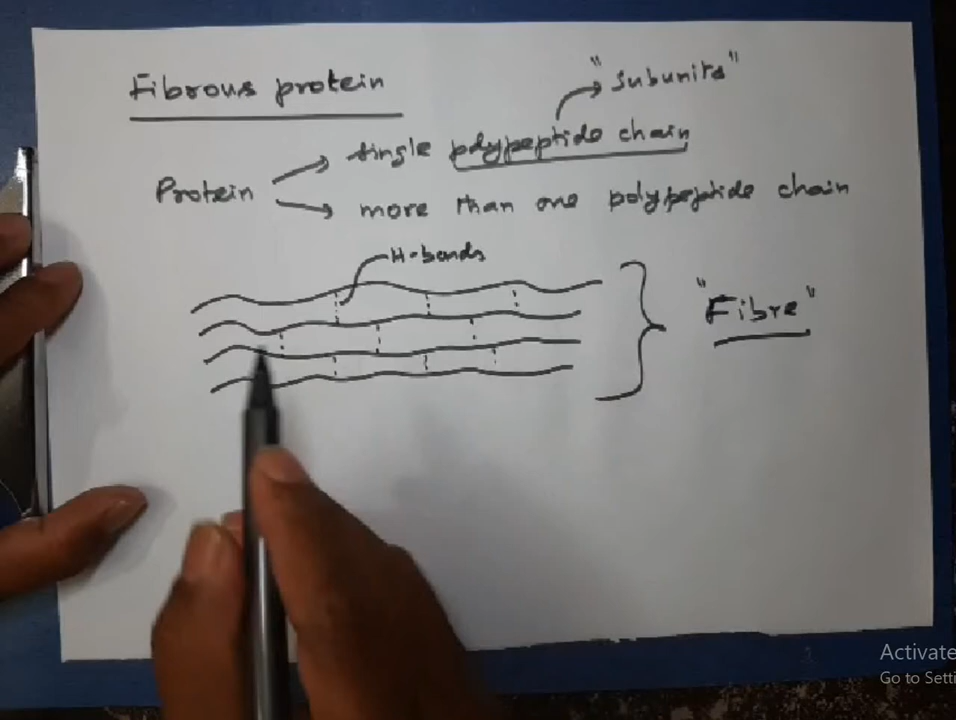 Fibrous protein
"Subunits"
single polypeptide chain
Protein
more than one polypeptide chain
H-bonds
"Fibre"
Activate
Go to Setti